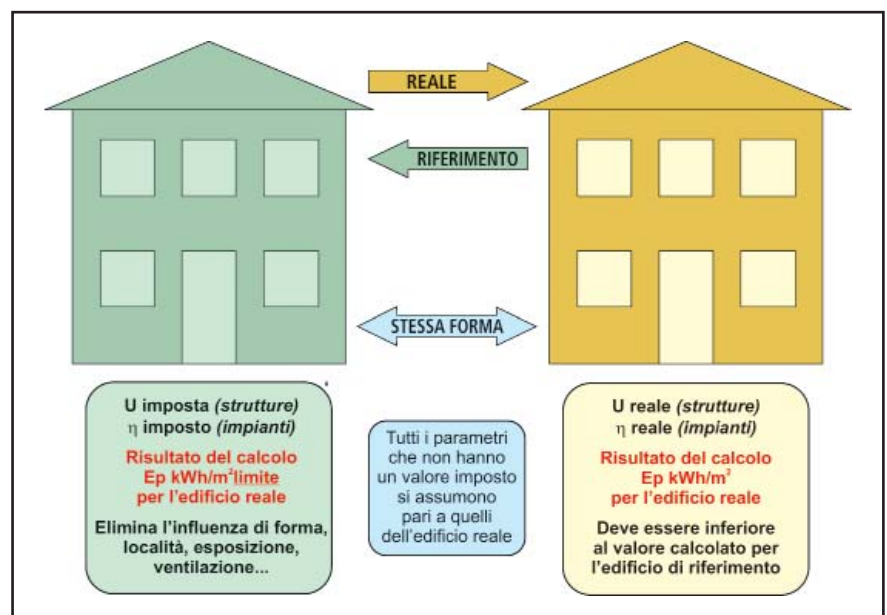 REALE
RIFERIMENTO
STESSA FORMA
U imposta (strutture)
η imposto (impianti)
Risultato del calcolo
Ep kWh/m² limite
per l'edificio reale
Elimina l'influenza di forma,
località, esposizione,
ventilazione...
Tutti i parametri
che non hanno
un valore imposto
si assumono
pari a quelli
dell'edificio reale
U reale (strutture)
η reale (impianti)
Risultato del calcolo
Ep kWh/m²
per l'edificio reale
Deve essere inferiore
al valore calcolato per
l'edificio di riferimento